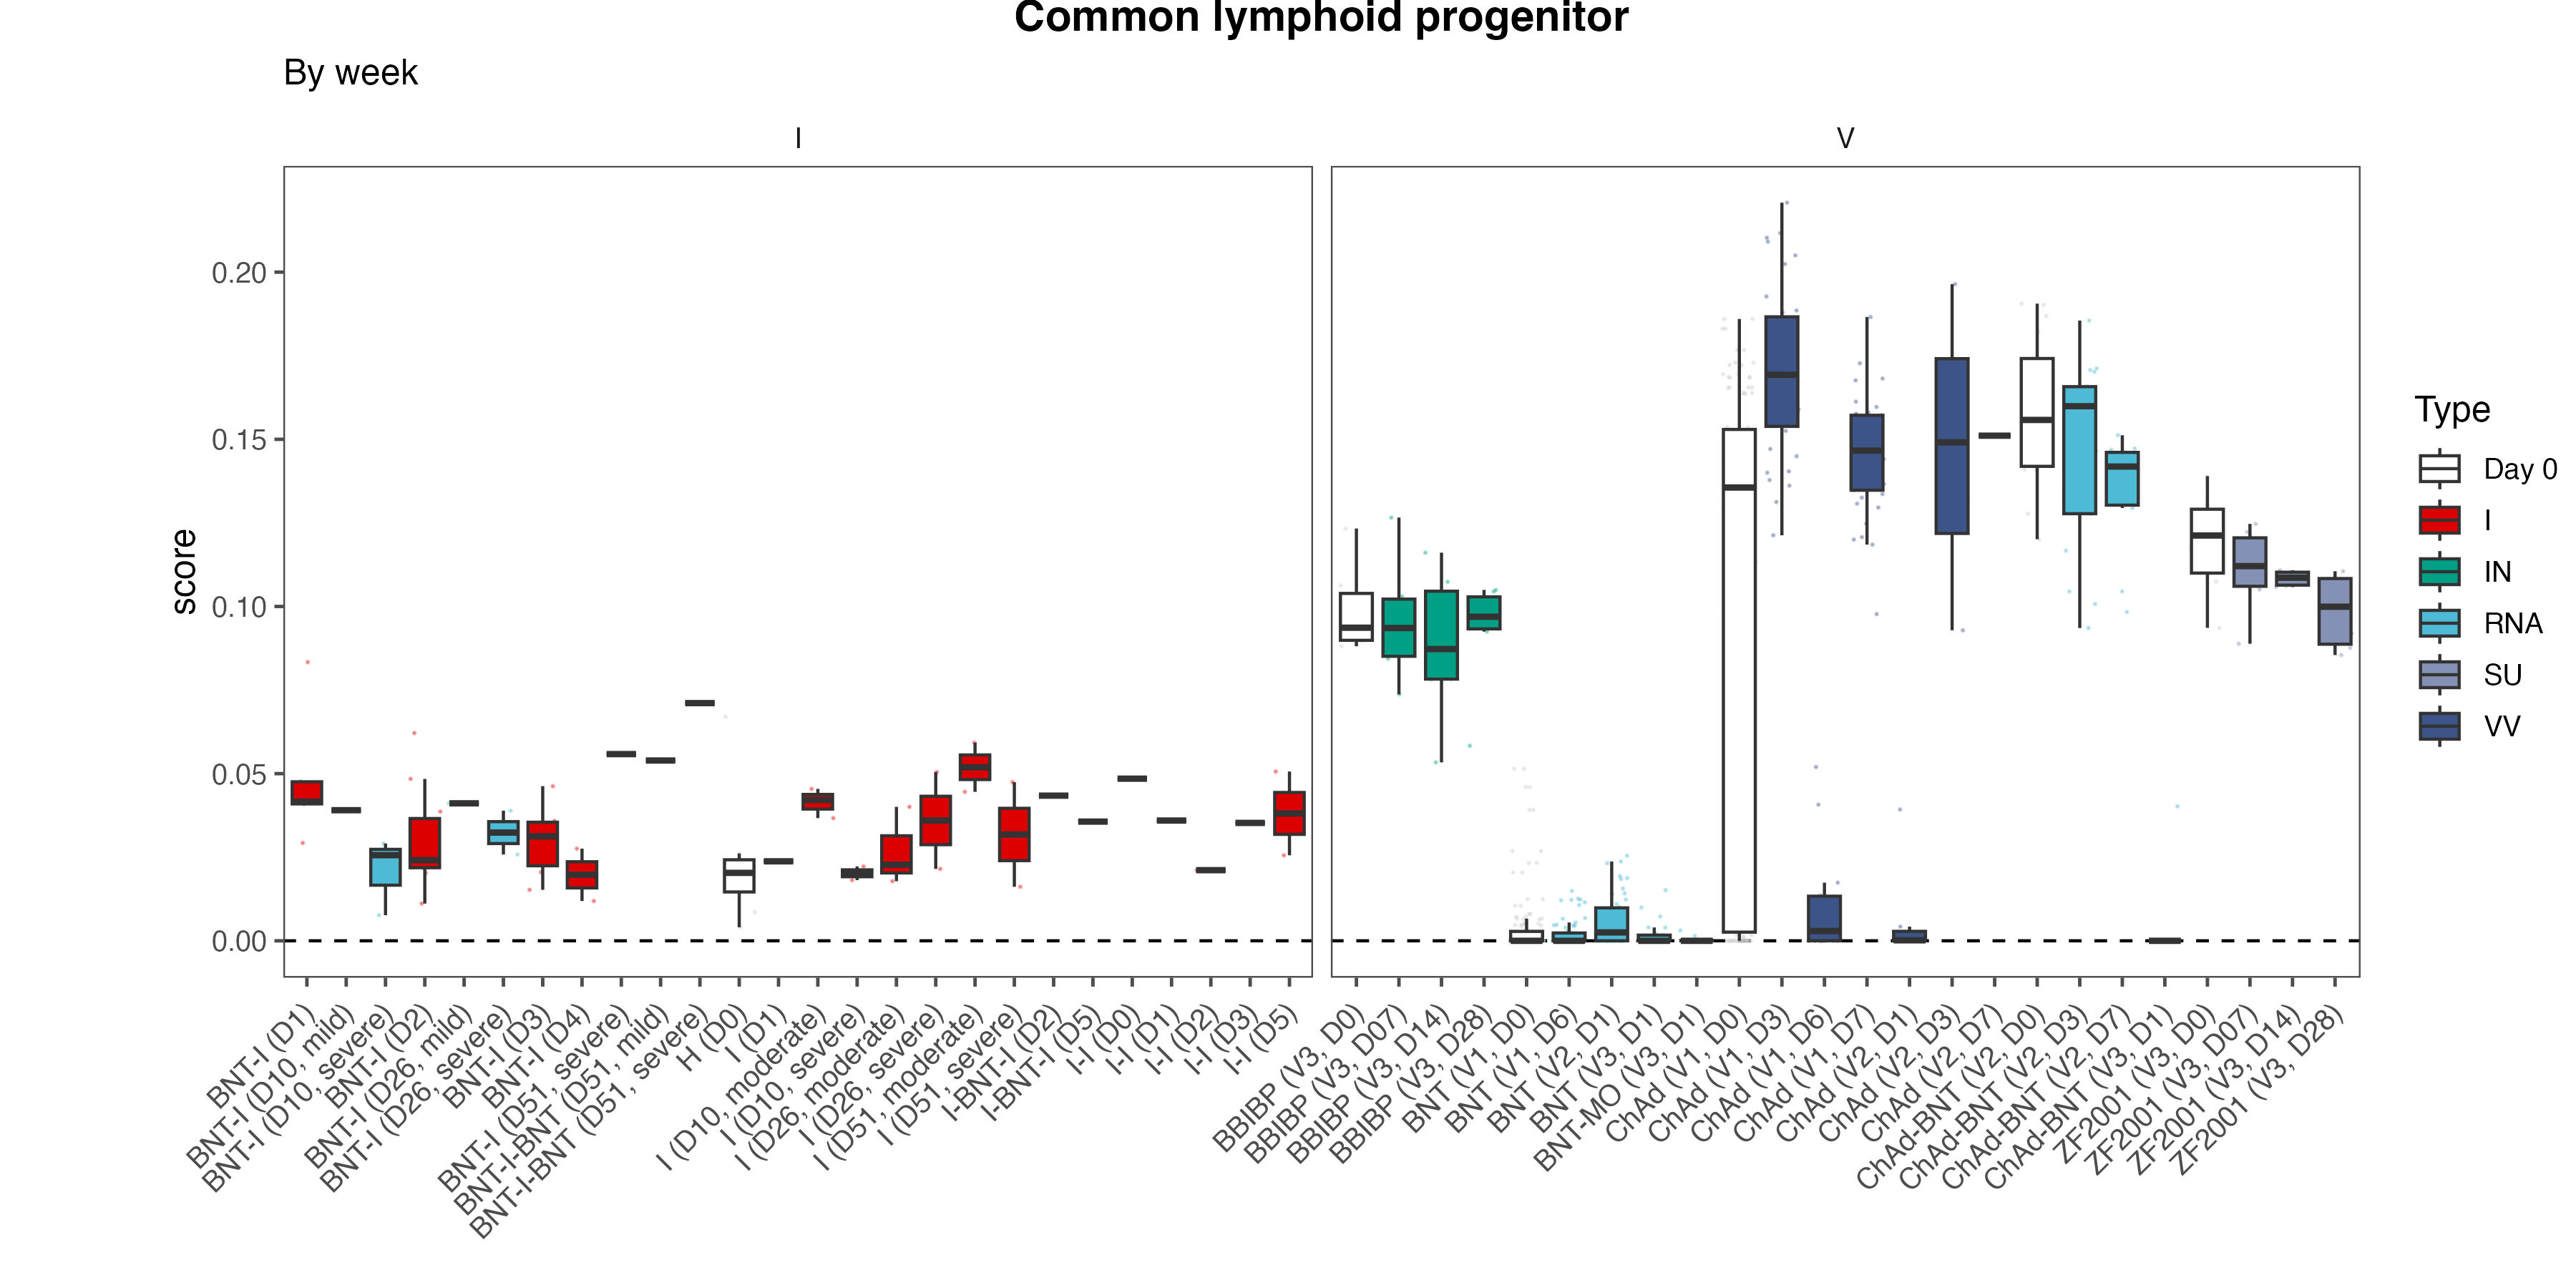 Common lymphoid progenitor
By week
I
V
score
0.20
0.15
0.10
0.05
0.00
BNT-I (D1)
BNT-I (D10, mild)
BNT-I (D10, severe)
BNT-I (D2)
BNT-I (D26, mild)
BNT-I (D26, severe)
BNT-I (D3)
BNT-I (D4)
BNT-I (D51, severe)
BNT-I-BNT (D51, mild)
BNT-I-BNT (D51, severe)
H (D0)
I (D1)
I (D10, moderate)
I (D10, severe)
I (D26, moderate)
I (D26, severe)
I (D51, moderate)
I (D51, severe)
I-BNT-I (D2)
I-BNT-I (D5)
I-I (D0)
I-I (D1)
I-I (D2)
I-I (D3)
I-I (D5)
BBIBP (V3, D0)
BBIBP (V3, D07)
BBIBP (V3, D14)
BBIBP (V3, D28)
BNT (V1, D0)
BNT (V1, D6)
BNT (V2, D1)
BNT (V3, D1)
BNT-MO (V3, D1)
ChAd (V1, D0)
ChAd (V1, D3)
ChAd (V1, D6)
ChAd (V1, D7)
ChAd (V2, D1)
ChAd (V2, D3)
ChAd (V2, D7)
ChAd-BNT (V2, D0)
ChAd-BNT (V2, D3)
ChAd-BNT (V2, D7)
ChAd-BNT (V3, D1)
ZF2001 (V3, D0)
ZF2001 (V3, D07)
ZF2001 (V3, D14)
ZF2001 (V3, D28)
Type
Day 0
I
IN
RNA
SU
VV